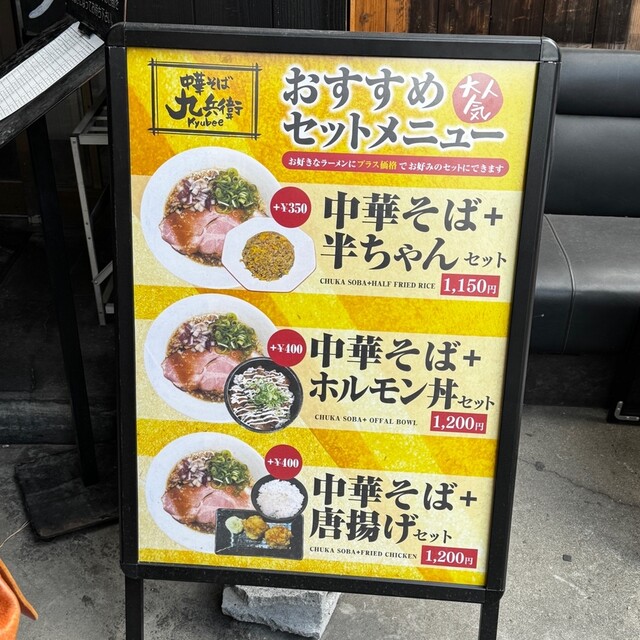 中華そば
九兵衛
Kyubee
おすすめ
大人気
セットメニュー
お好きなラーメンにプラス価格でお好みのセットにできます
+¥350
中華そば+
半ちゃんセット
CHUKA SOBA+HALF FRIED RICE
1,150円
+¥400
中華そば+
ホルモン丼セット
CHUKA SOBA+ OFFAL BOWL
1,200円
+¥400
中華そば+
唐揚げセット
CHUKA SOBA+FRIED CHICKEN
1,200円